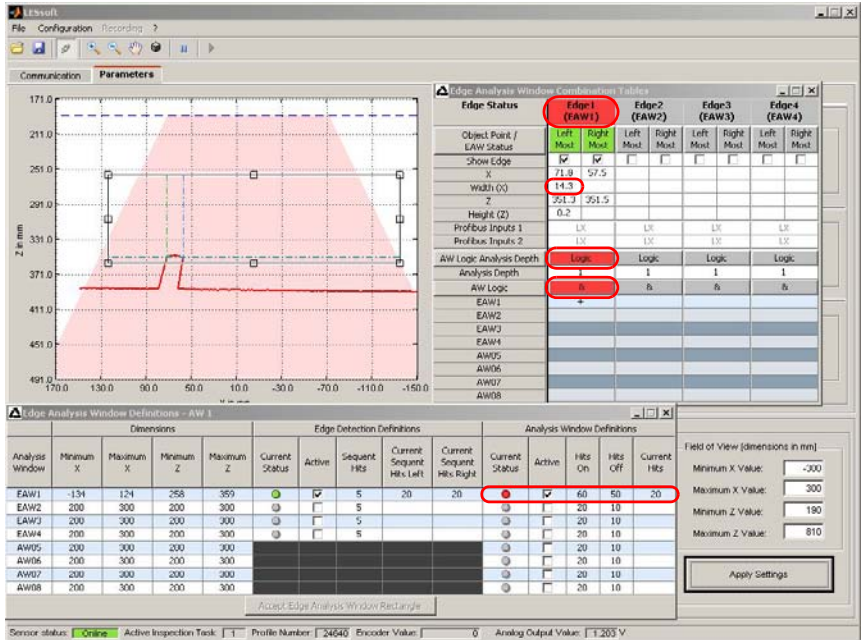 LESsoft
File Configuration Recording ?
Communication Parameters
171.0
211.0
251.0
291.0
331.0
371.0
411.0
451.0
491.0
Z in mm
170.0 130.0 90.0 50.0 10.0 -30.0 -70.0 -110.0 -150.0
Edge Analysis Window Combination Tables
Edge Status Edge1 (EAW1) Edge2 (EAW2) Edge3 (EAW3) Edge4 (EAW4)
Object Point / EAW Status Left Most Right Most Left Most Right Most Left Most Right Most Left Most Right Most
Show Edge
X 71.8 57.5
Width (X) 14.3
Z 351.3 351.5
Height (Z) 0.2
Profibus Inputs 1 LX LX LX LX
Profibus Inputs 2 LX LX LX LX
AW Logic Analysis Depth Logic Logic Logic Logic
Analysis Depth 1 1 1 1
AW Logic & & & &
EAW1 +
EAW2
EAW3
EAW4
AW05
AW06
AW07
AW08
Edge Analysis Window Definitions - AW 1
Dimensions Edge Detection Definitions Analysis Window Definitions
Analysis Window Minimum X Maximum X Minimum Z Maximum Z Current Status Active Sequent Hits Current Sequent Hits Left Current Sequent Hits Right Current Status Active Hits On Hits Off Current Hits
EAW1 -134 124 258 359 5 20 20 60 50 20
EAW2 200 300 200 300 5 20 10
EAW3 200 300 200 300 5 20 10
EAW4 200 300 200 300 5 20 10
AW05 200 300 200 300 20 10
AW06 200 300 200 300 20 10
AW07 200 300 200 300 20 10
AW08 200 300 200 300 20 10
Accept Edge Analysis Window Rectangle
Field of View (dimensions in mm)
Minimum X Value: -300
Maximum X Value: 300
Minimum Z Value: 190
Maximum Z Value: 810
Apply Settings
Sensor status: Online Active Inspection Task: 1 Profile Number: 24640 Encoder Value: 0 Analog Output Value: 1.203 V